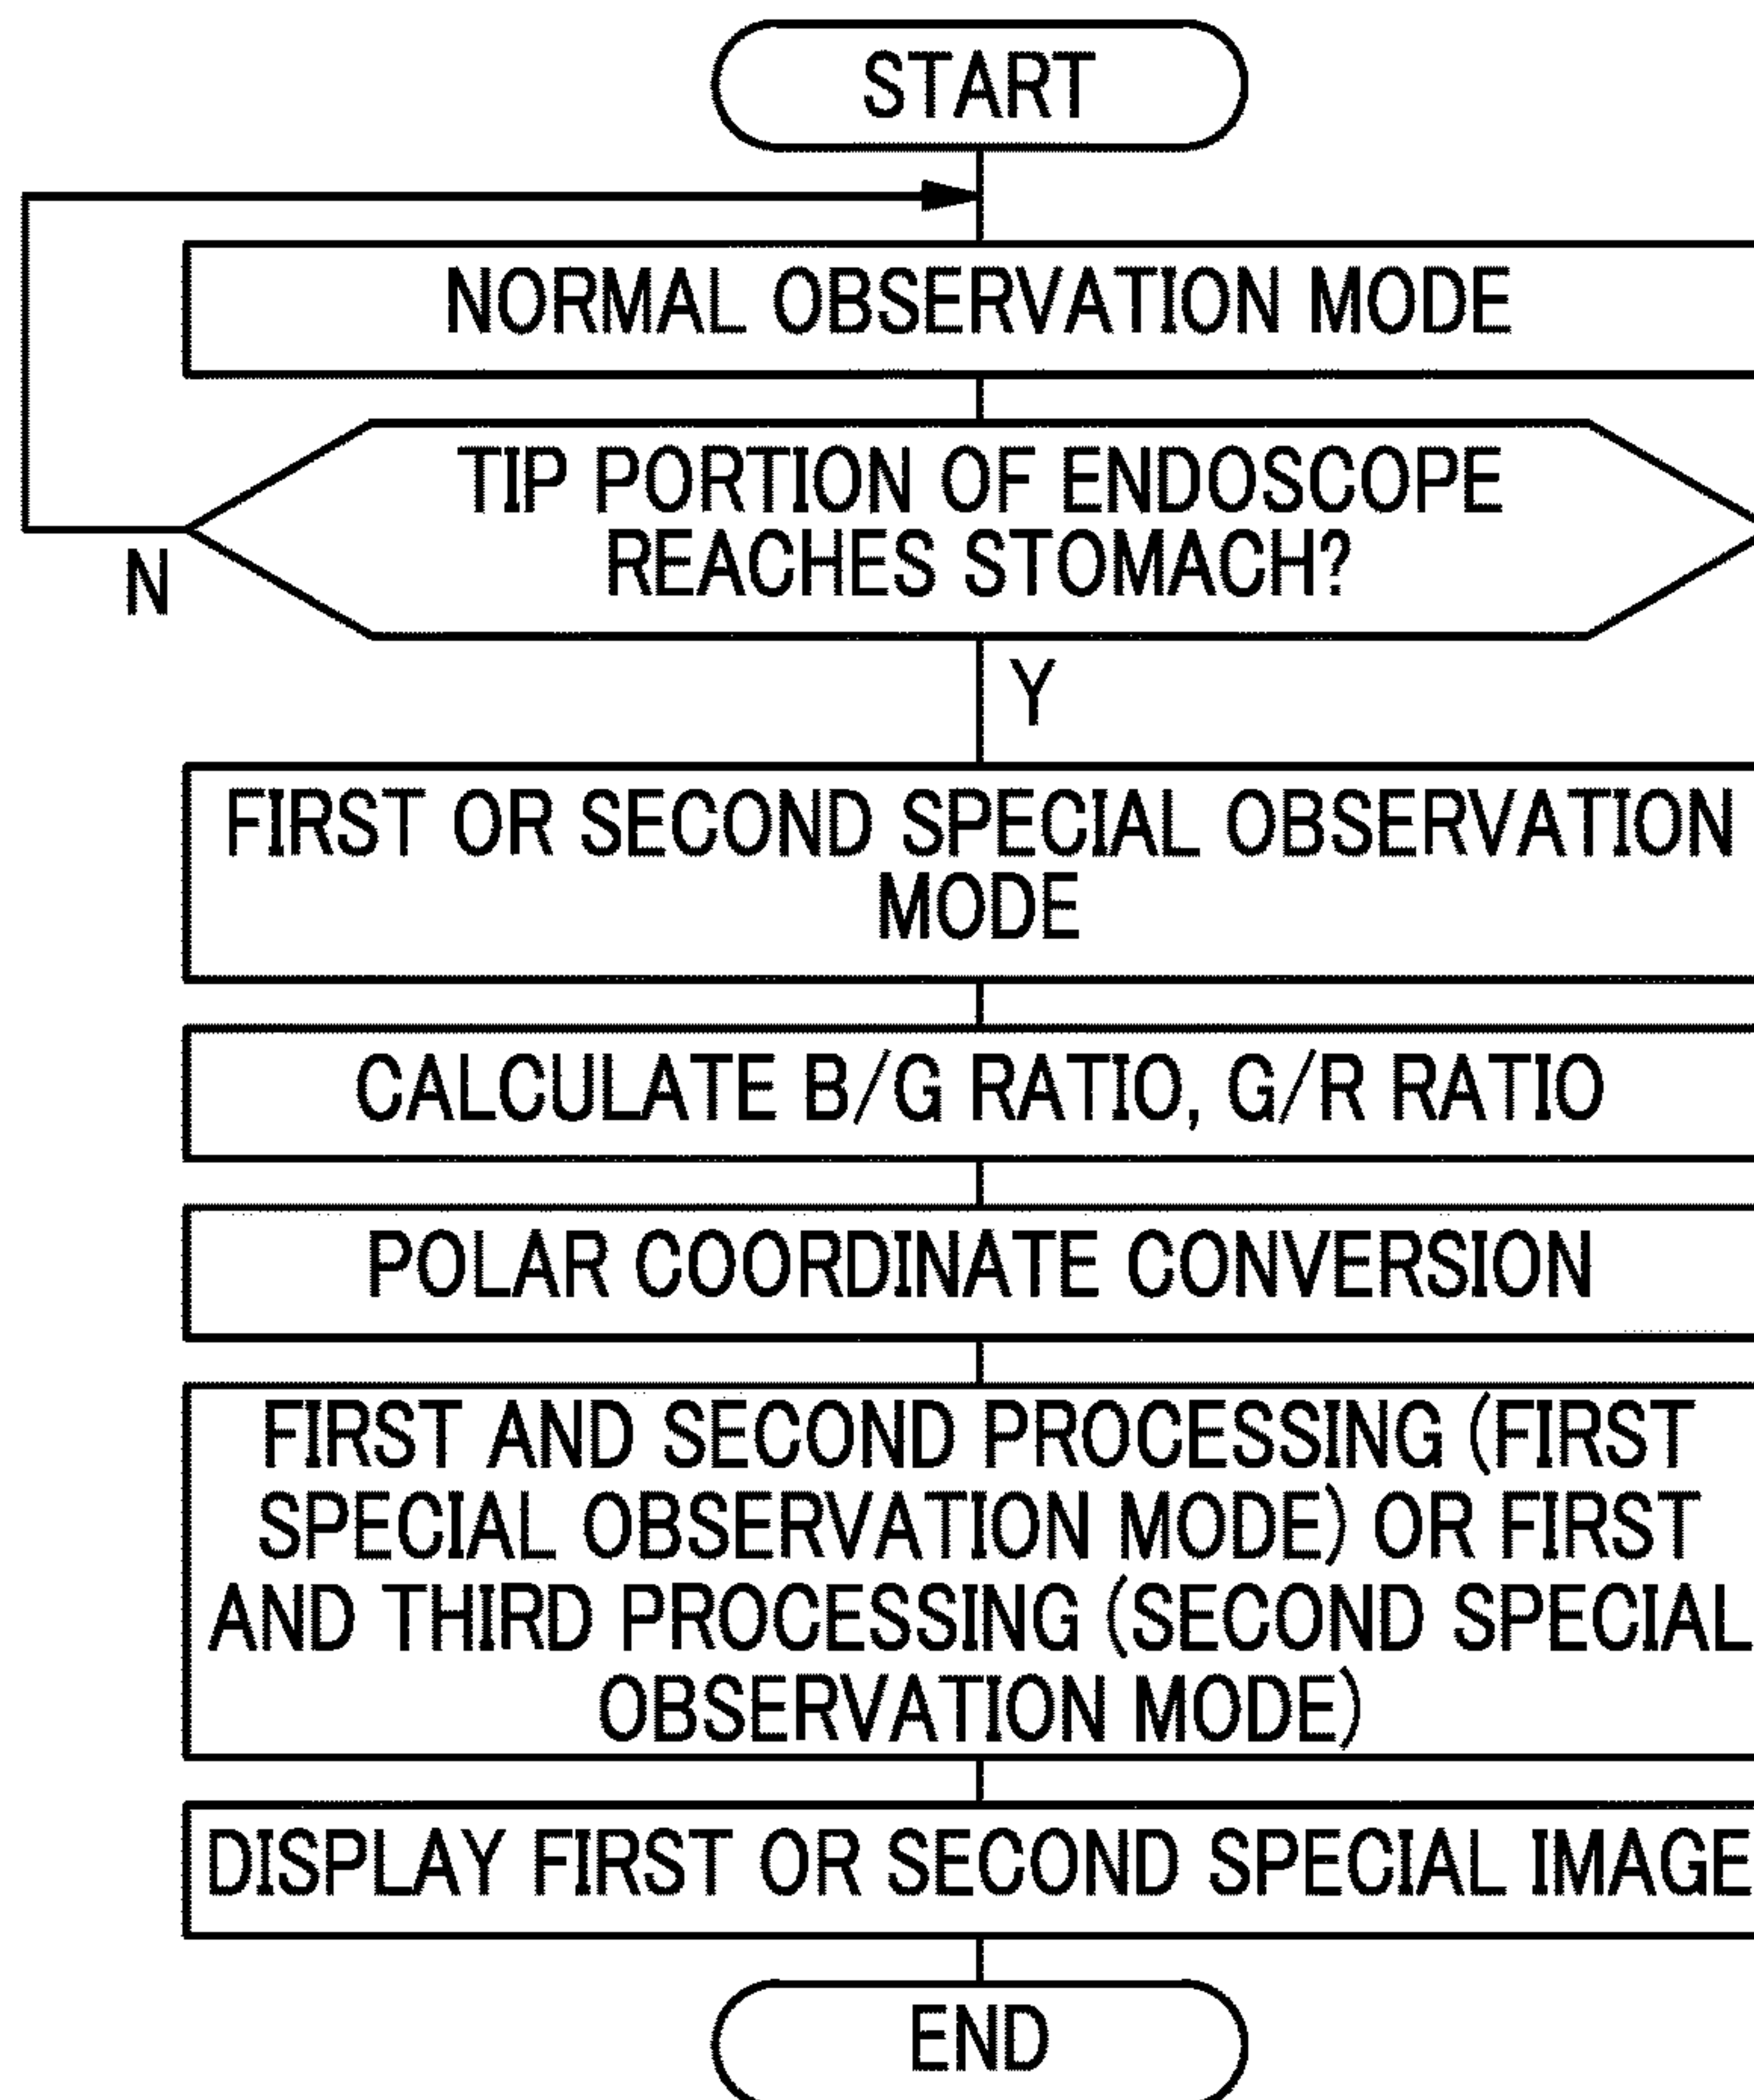 START
NORMAL OBSERVATION MODE
TIP PORTION OF ENDOSCOPE
REACHES STOMACH?
N
Y
FIRST OR SECOND SPECIAL OBSERVATION
MODE
CALCULATE B/G RATIO, G/R RATIO
POLAR COORDINATE CONVERSION
FIRST AND SECOND PROCESSING (FIRST
SPECIAL OBSERVATION MODE) OR FIRST
AND THIRD PROCESSING (SECOND SPECIAL
OBSERVATION MODE)
DISPLAY FIRST OR SECOND SPECIAL IMAGE
END